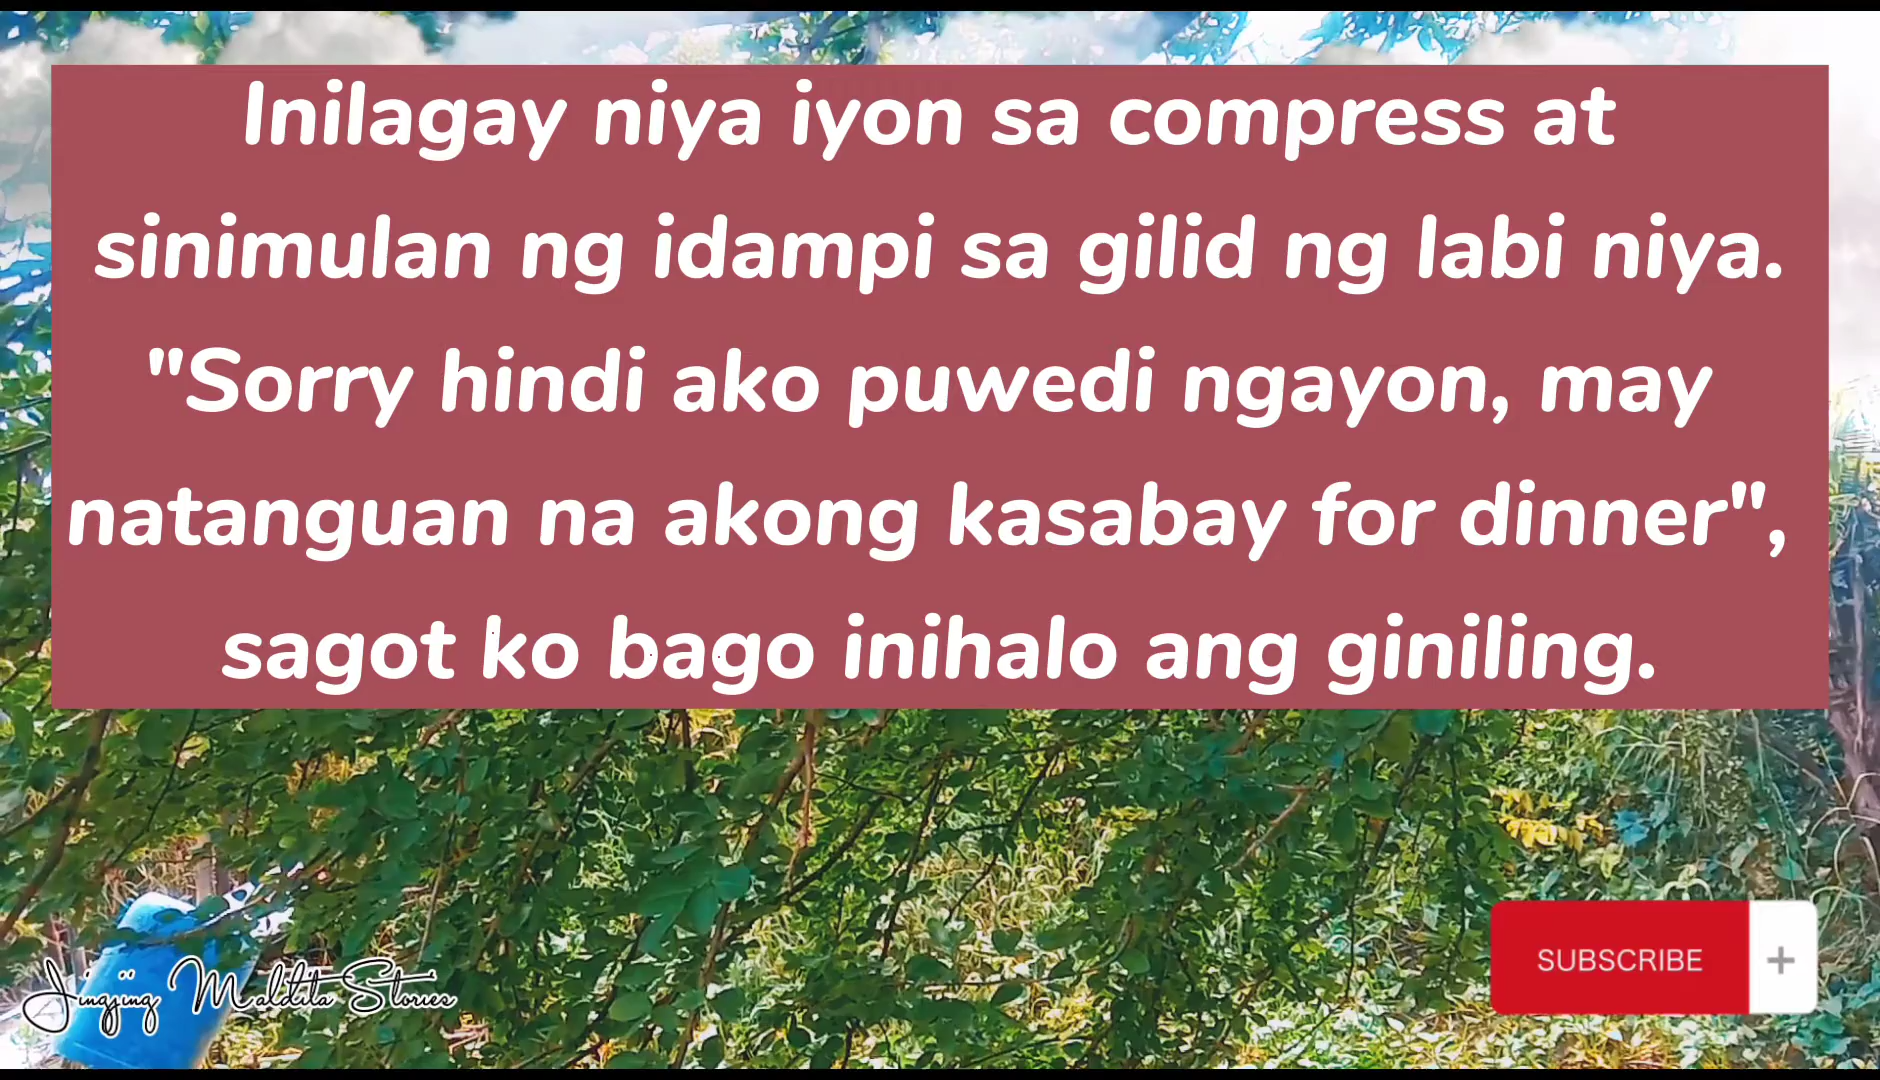 Inilagay niya iyon sa compress at
sinimulan ng idampi sa gilid ng labi niya.
"Sorry hindi ako puwedi ngayon, may
natanguan na akong kasabay for dinner",
sagot ko bago inihalo ang giniling.
Jingjing Maldita Stories
SUBSCRIBE +